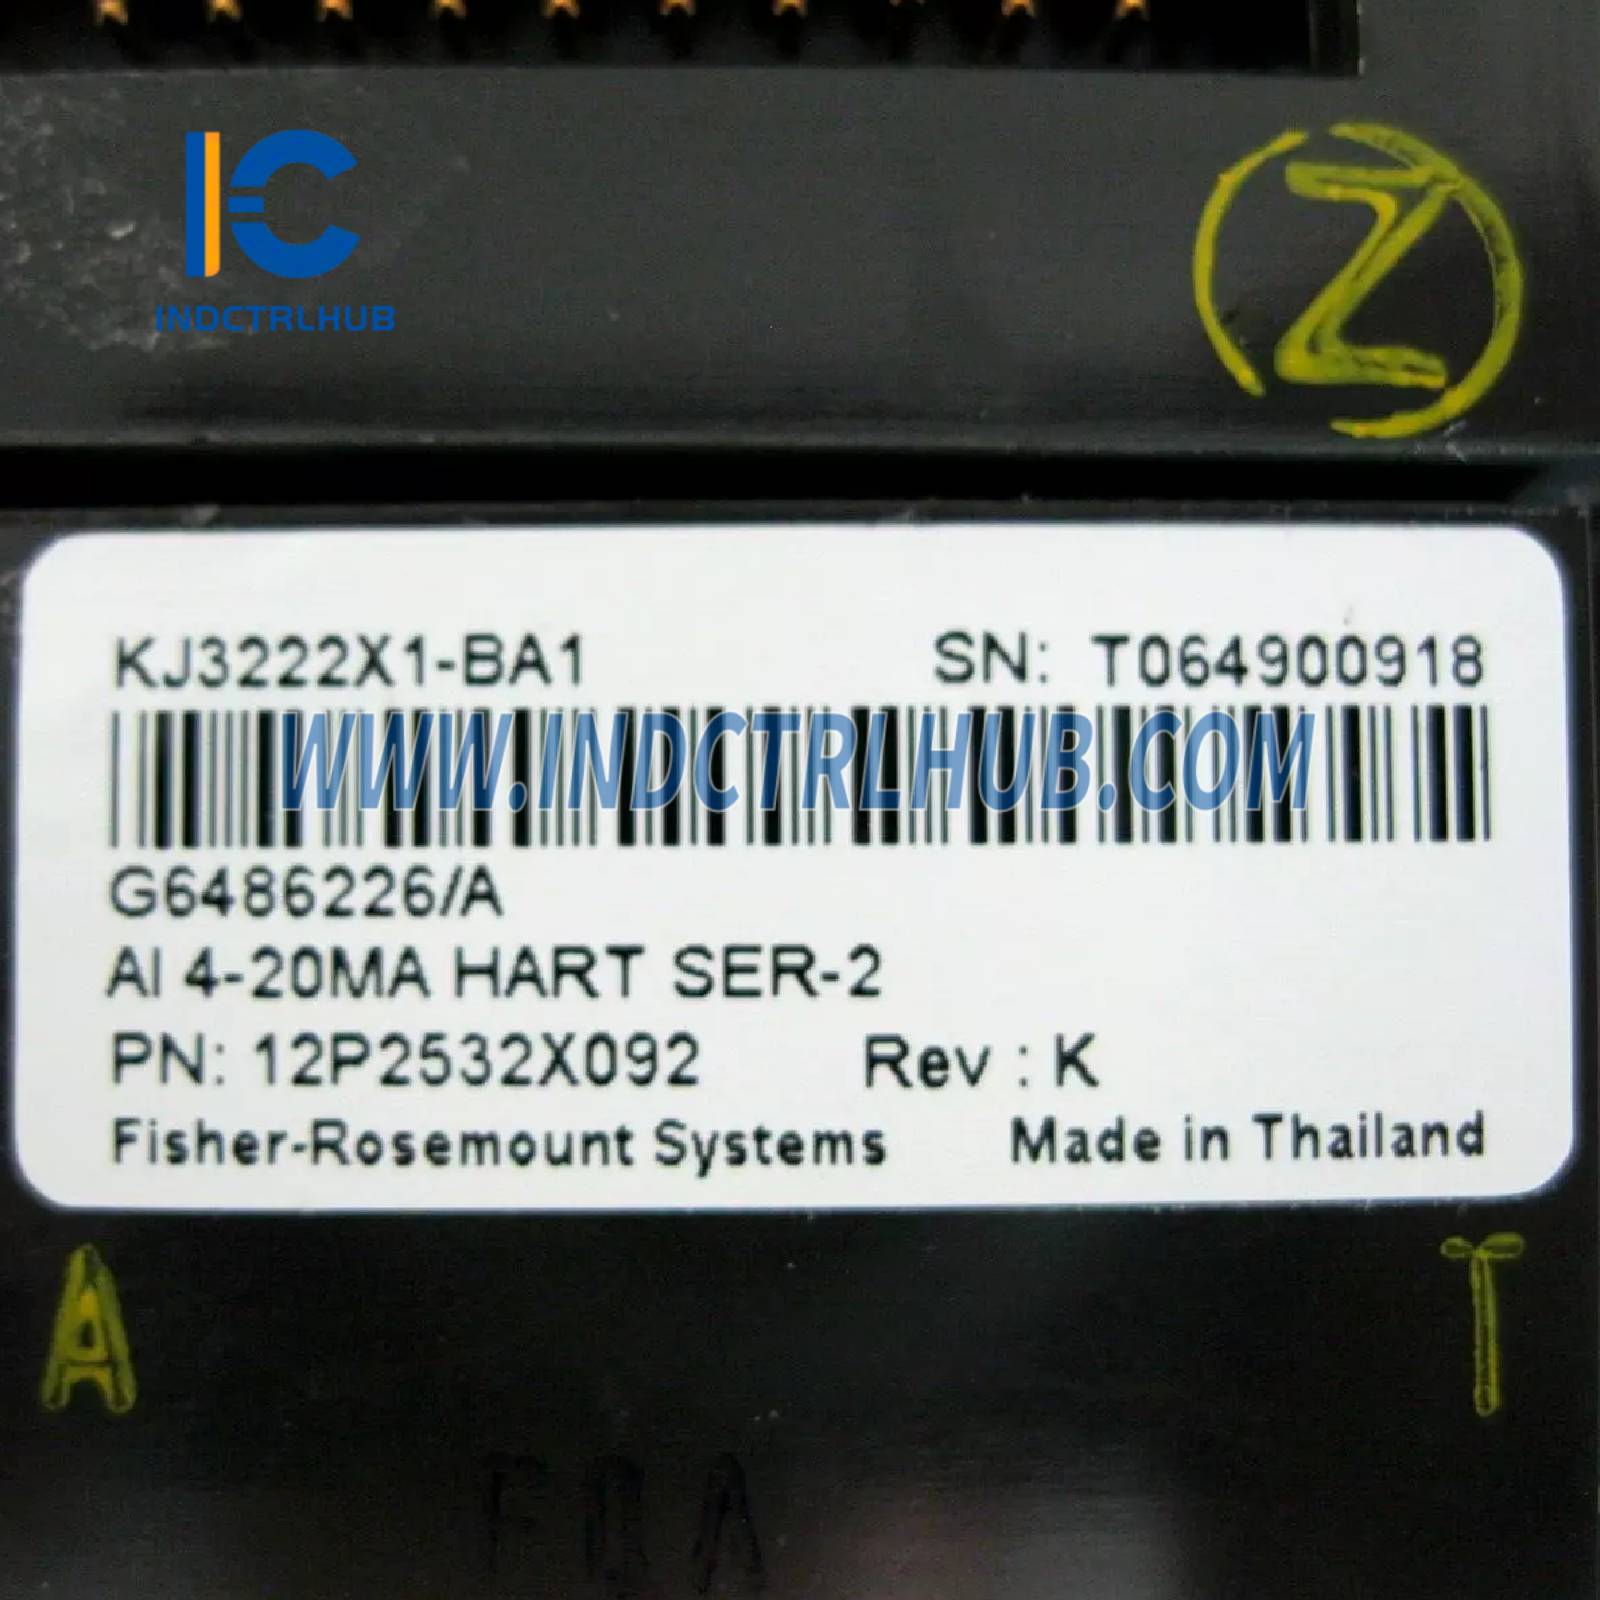 INDCTRLHUB
Z
KJ3222X1-BA1 SN: T064900918
WWW.INDCTRLHUB.COM
G6486226/A
AI 4-20MA HART SER-2
PN: 12P2532X092 Rev : K
Fisher-Rosemount Systems Made in Thailand
A T